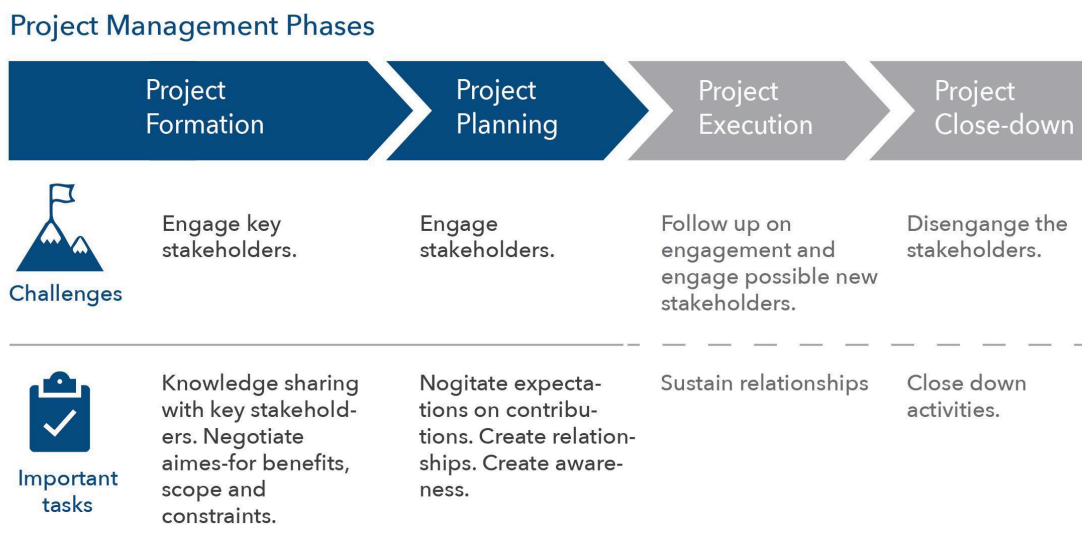 Project Management Phases
Project
Formation
Project
Planning
Project
Execution
Project
Close-down
Challenges
Engage key
stakeholders.
Engage
stakeholders.
Follow up on
engagement and
engage possible new
stakeholders.
Disengange the
stakeholders.
Important
tasks
Knowledge sharing
with key stakehold-
ers. Negotiate
aimes-for benefits,
scope and
constraints.
Nogitate expecta-
tions on contribu-
tions. Create relation-
ships. Create aware-
ness.
Sustain relationships
Close down
activities.